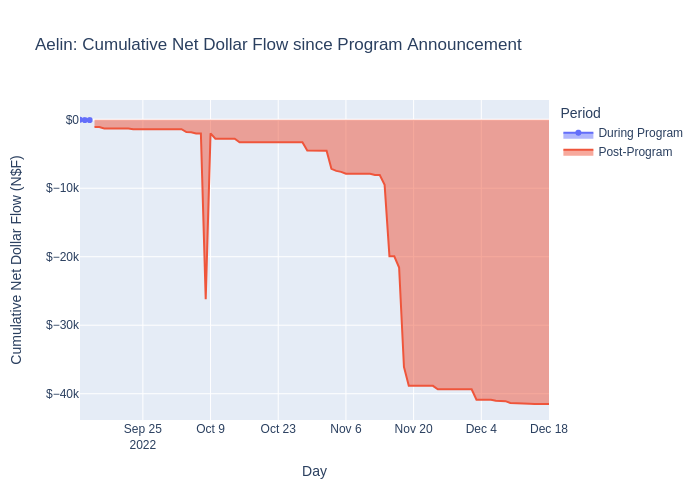 Aelin: Cumulative Net Dollar Flow since Program Announcement
Period
During Program
Post-Program
Cumulative Net Dollar Flow (N$F)
$0
$−10k
$−20k
$−30k
$−40k
Sep 25
2022
Oct 9
Oct 23
Nov 6
Nov 20
Dec 4
Dec 18
Day